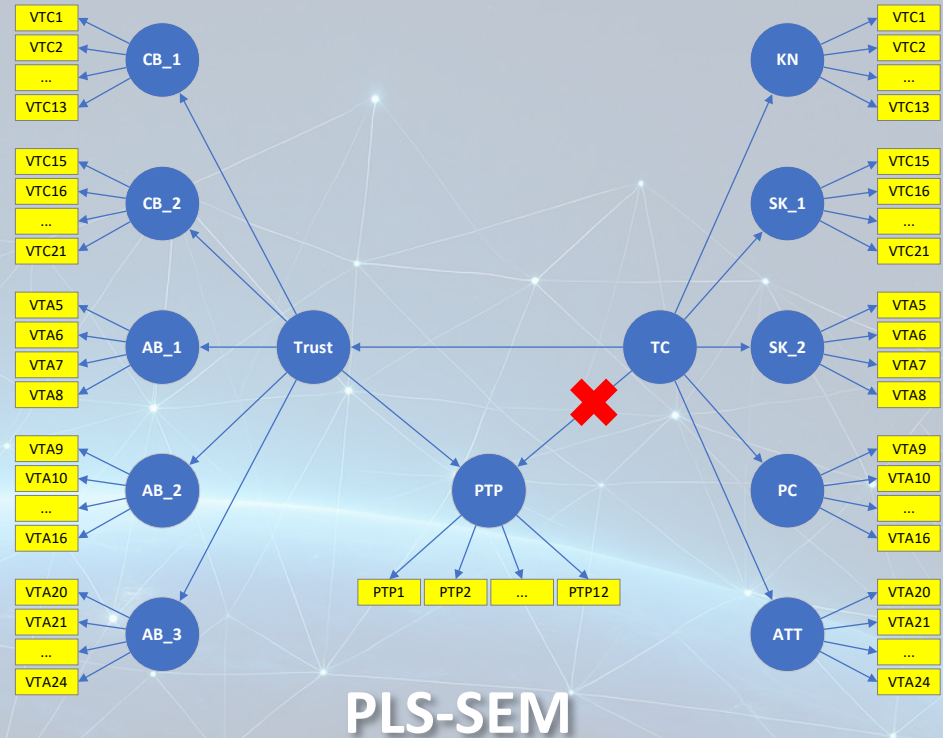 VTC1
VTC2
...
VTC13
CB_1
VTC15
VTC16
...
VTC21
CB_2
VTA5
VTA6
VTA7
VTA8
AB_1
VTA9
VTA10
...
VTA16
AB_2
VTA20
VTA21
...
VTA24
AB_3
Trust
TC
PTP
PTP1
PTP2
...
PTP12
KN
VTC1
VTC2
...
VTC13
SK_1
VTC15
VTC16
...
VTC21
SK_2
VTA5
VTA6
VTA7
VTA8
PC
VTA9
VTA10
...
VTA16
ATT
VTA20
VTA21
...
VTA24
PLS-SEM